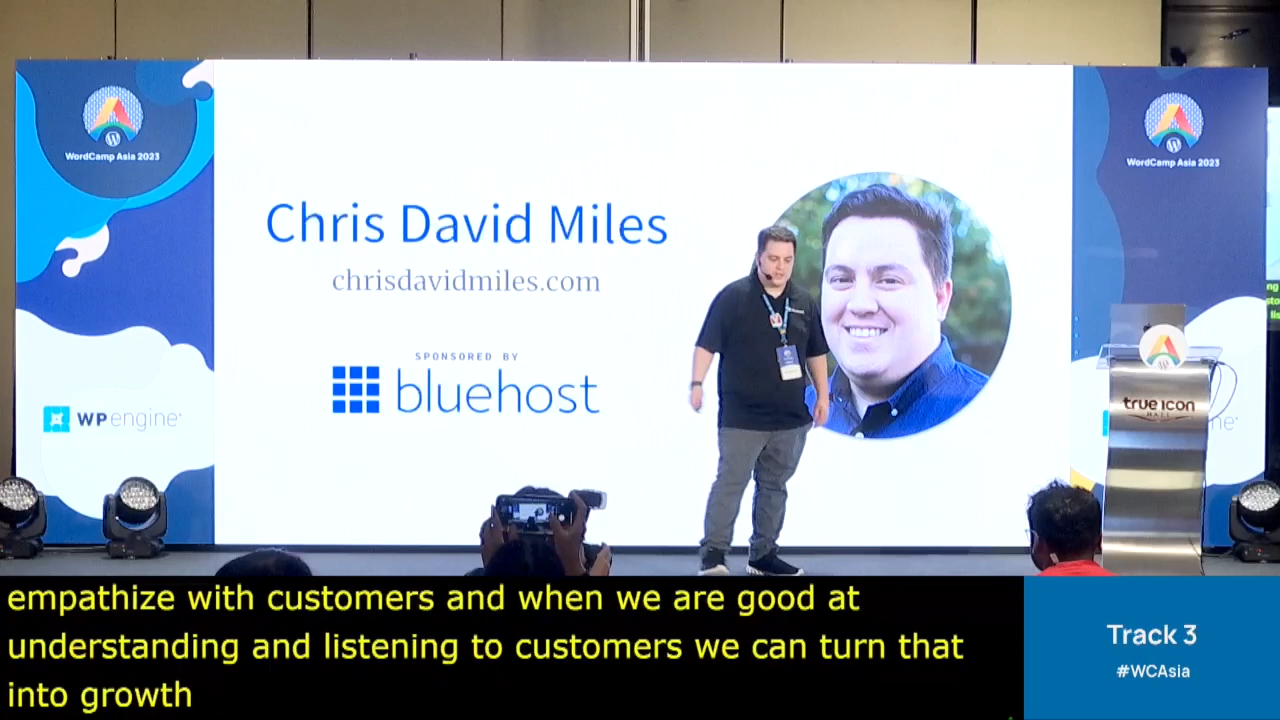 WordCamp Asia 2023
WordCamp Asia 2023
Chris David Miles
chrisdavidmiles.com
SPONSORED BY
bluehost
WP engine
true icon
HALL
empathize with customers and when we are good at
understanding and listening to customers we can turn that
into growth
Track 3
#WCAsia